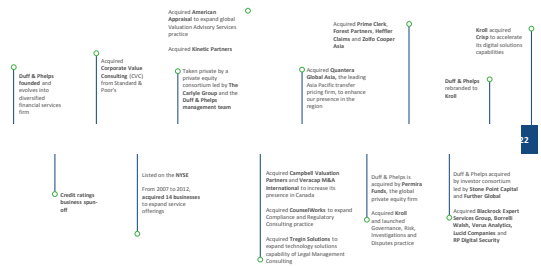 Acquired American
Appraisal to expand global
Valuation Advisory Services
practice
Acquired Kinetic Partners
Acquired Prime Clerk,
Forest Partners, Heffler
Claims and Zolfo Cooper
Asia
Kroll acquired
Crisp to accelerate
its digital solutions
capabilities
Duff & Phelps
founded and
evolves into
diversified
financial services
firm
Acquired
Corporate Value
Consulting (CVC)
from Standard &
Poor's
Taken private by a
private equity
consortium led by The
Carlyle Group and the
Duff & Phelps
management team
Acquired Quantera
Global Asia, the leading
Asia Pacific transfer
pricing firm, to enhance
our presence in the
region
Duff & Phelps
rebranded to
Kroll
22
Credit ratings
business spun-
off
Listed on the NYSE
From 2007 to 2012,
acquired 14 businesses
to expand service
offerings
Acquired Campbell Valuation
Partners and Veracap M&A
International to increase its
presence in Canada
Acquired CounselWorks to expand
Compliance and Regulatory
Consulting practice
Acquired Tregin Solutions to
expand technology solutions
capability of Legal Management
Consulting
Duff & Phelps is
acquired by Permira
Funds, the global
private equity firm
Acquired Kroll
and launched
Governance, Risk,
Investigations and
Disputes practice
Duff & Phelps acquired
by investor consortium
led by Stone Point Capital
and Further Global
Acquired Blackrock Expert
Services Group, Borrelli
Walsh, Verus Analytics,
Lucid Companies and
RP Digital Security